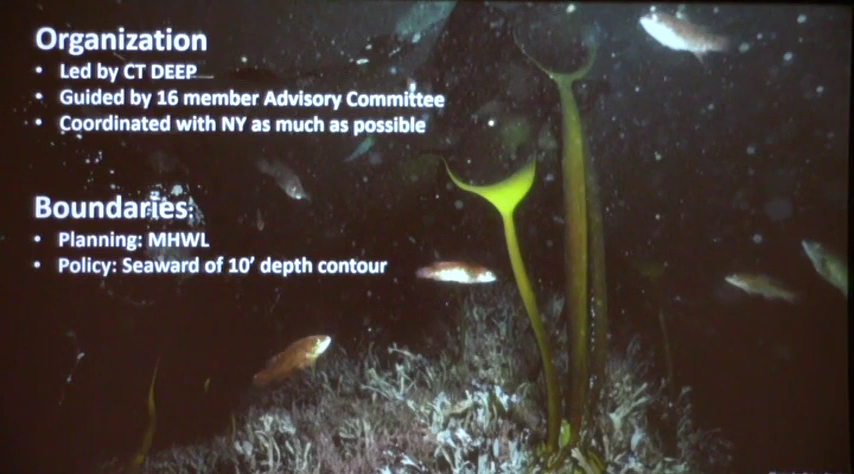 Organization
• Led by CT DEEP
• Guided by 16 member Advisory Committee
• Coordinated with NY as much as possible
Boundaries:
• Planning: MHWL
• Policy: Seaward of 10’ depth contour